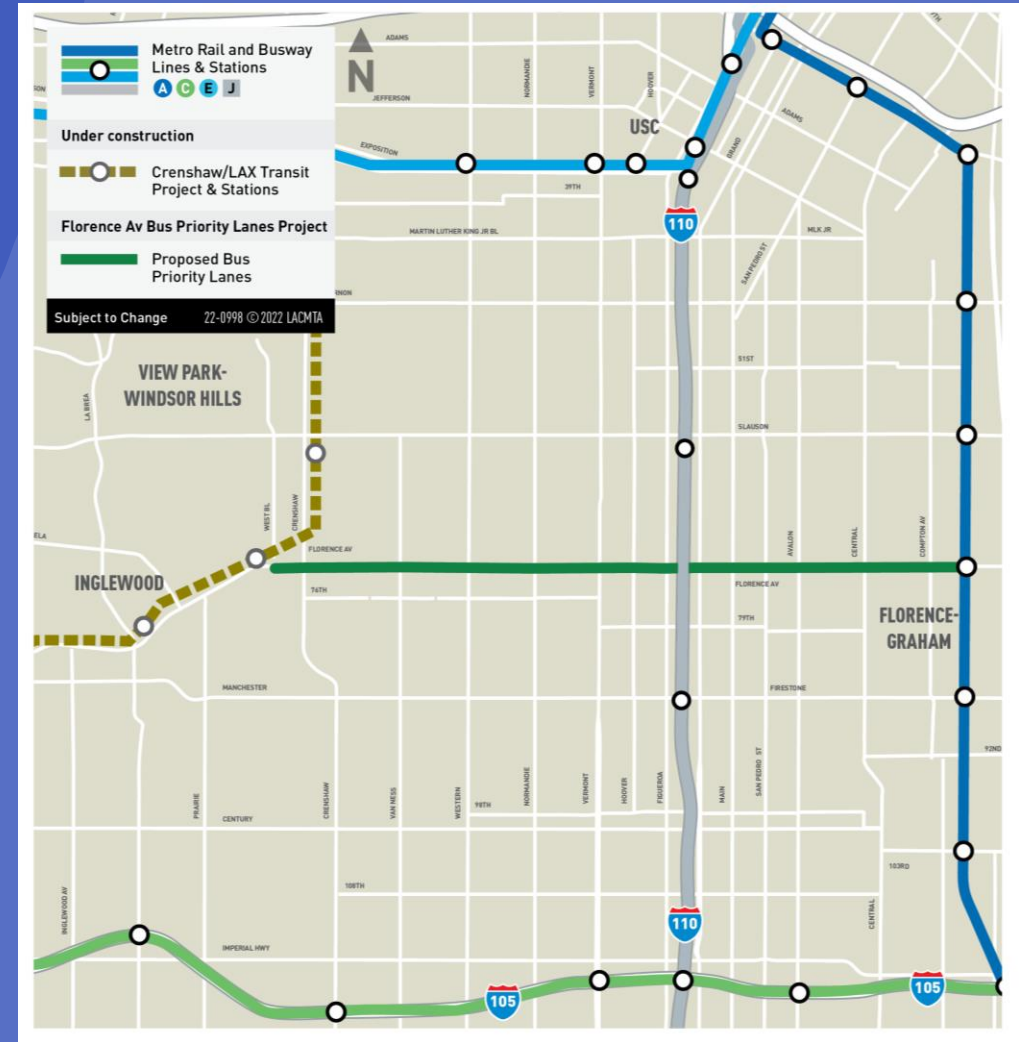 Metro Rail and Busway
Lines & Stations
A C E J
Under construction
Crenshaw/LAX Transit
Project & Stations
Florence Av Bus Priority Lanes Project
Proposed Bus
Priority Lanes
Subject to Change 22-0998 © 2022 LACMTA
N
ADAMS
JEFFERSON
NORMANDIE
VERMONT
HOOVER
USC
ADAMS
GRAND
EXPOSITION
39TH
MARTIN LUTHER KING JR BL
110
MLK JR
SAN PEDRO ST
RNON
51ST
VIEW PARK-
WINDSOR HILLS
LA BREA
SLAUSON
WEST BL
CRENSHAW
ELA
FLORENCE AV
AVALON
CENTRAL
COMPTON AV
INGLEWOOD
74TH
FLORENCE AV
79TH
FLORENCE-
GRAHAM
MANCHESTER
FIRESTONE
92ND
PRAIRIE
CRENSHAW
VAN NESS
WESTERN
NORMANDIE
VERMONT
HOOVER
FIGUEROA
MAIN
SAN PEDRO ST
98TH
CENTURY
103RD
108TH
INGLEWOOD AV
CENTRAL
110
IMPERIAL HWY
105
105